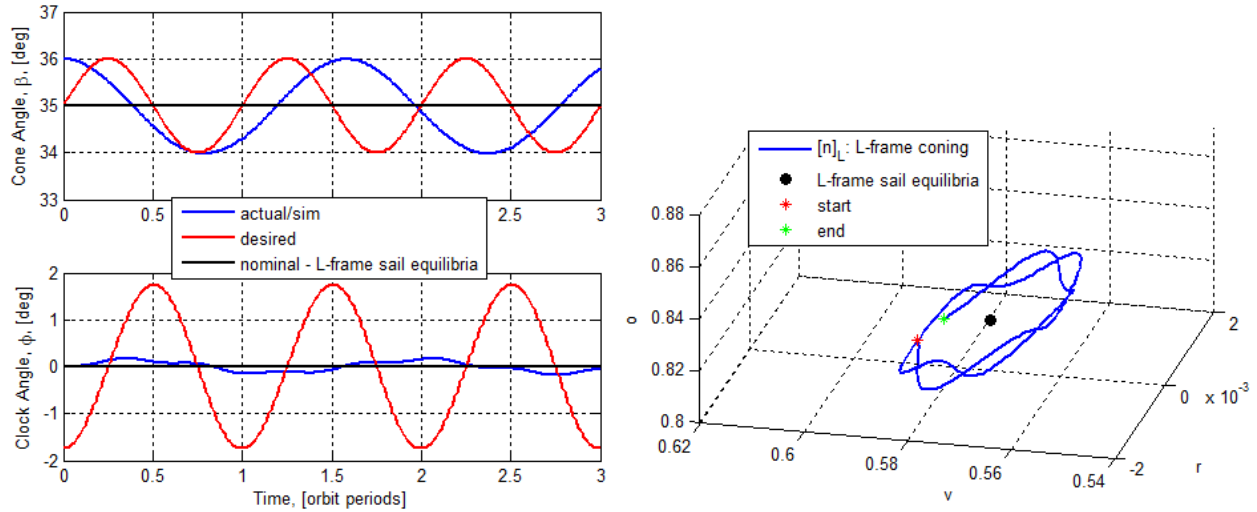 37
36
35
34
33
Cone Angle, β, [deg]
0 0.5 1 1.5 2 2.5 3
actual/sim
desired
nominal - L-frame sail equilibria
2
1
0
-1
-2
Clock Angle, ϕ, [deg]
0 0.5 1 1.5 2 2.5 3
Time, [orbit periods]
[n]L: L-frame coning
L-frame sail equilibria
start
end
0.88
0.86
0.84
0.82
0.8
o
0.62 0.6 0.58 0.56 0.54
v
2
0 x 10-3
-2
r